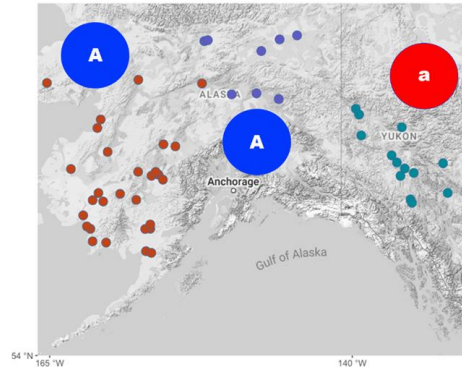 A
a
ALASKA
A
YUKON
Anchorage
Gulf of Alaska
54 °N
165 °W
140 °W